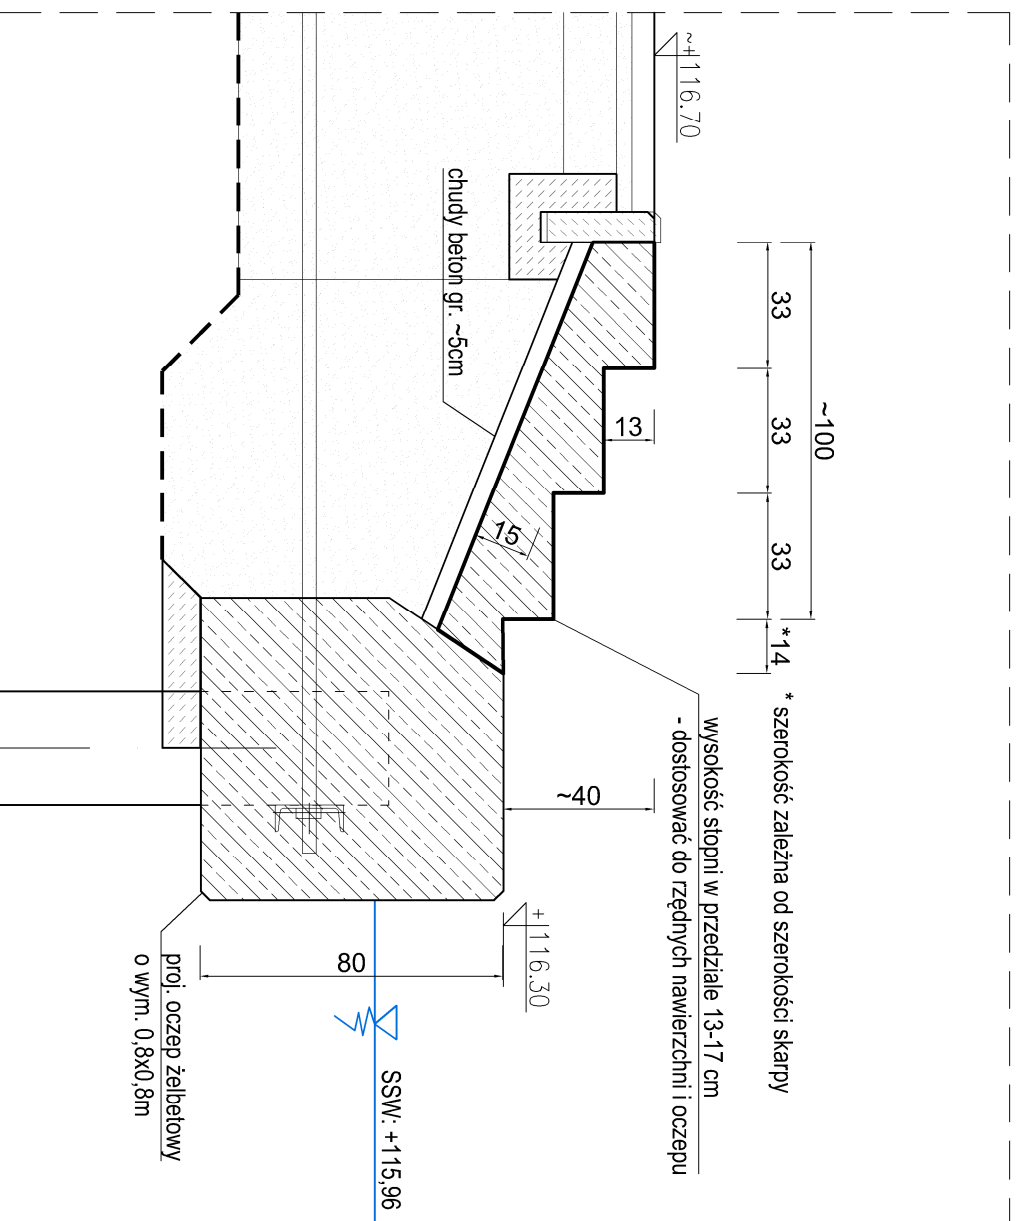 ~+116.70
chudy beton gr. ~5cm
33
33
33
*14
~100
13
15
~40
80
* szerokość zależna od szerokości skarpy
wysokość stopni w przedziale 13-17 cm
- dostosować do rzędnych nawierzchni i oczepu
+116.30
SSW: +115,96
proj. oczep żelbetowy
o wym. 0,8x0,8m